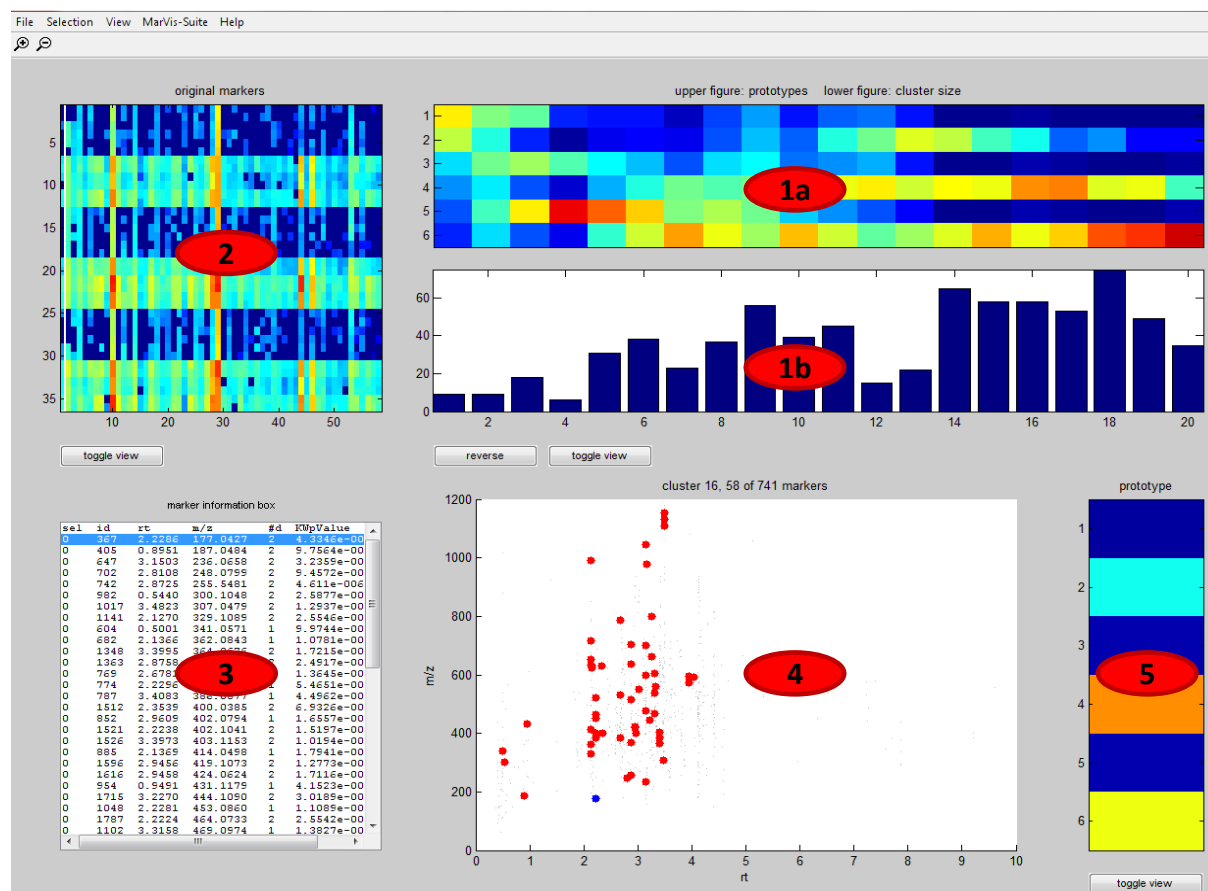 File Selection View MarVis-Suite Help
original markers
5
10
15
20
25
30
35
10 20 30 40 50
2
toggle view
upper figure: prototypes lower figure: cluster size
1
2
3
4
5
6
1a
60
40
20
0
2 4 6 8 10 12 14 16 18 20
1b
reverse toggle view
marker information box
sel id rt m/z #d KWpValue
0 367 2.2286 177.0427 2 4.3346e-00
0 405 0.8951 187.0484 2 9.7564e-00
0 647 3.1503 236.0658 2 3.2359e-00
0 702 2.8108 248.0799 2 9.4572e-00
0 742 2.8725 255.5481 2 4.611e-006
0 982 0.5440 300.1048 2 2.5877e-00
0 1017 3.4823 307.0479 2 1.2937e-00
0 1141 2.1270 329.1089 2 2.5546e-00
0 604 0.5001 341.0571 1 9.9744e-00
0 682 2.1366 362.0843 1 1.0781e-00
0 1348 3.3995 2 1.7215e-00
0 1363 2.8758 2 2.4917e-00
0 769 1 1.3645e-00
0 774 2.2296 1 5.4651e-00
0 787 3.4083 1 4.4962e-00
0 1512 2.3539 400.0385 2 6.9326e-00
0 852 2.9609 402.0794 1 1.6557e-00
0 1521 2.2238 402.1041 2 1.5197e-00
0 1526 3.3973 403.1153 2 1.0194e-00
0 885 2.1369 414.0498 1 1.7941e-00
0 1596 2.9456 419.1073 2 1.2773e-00
0 1616 2.9458 424.0624 2 1.7116e-00
0 954 0.9491 431.1179 1 4.1523e-00
0 1715 3.2270 444.1090 2 3.0189e-00
0 1048 2.2281 453.0860 1 1.1089e-00
0 1787 2.2224 464.0733 2 2.5542e-00
0 1102 3.3158 469.0974 1 1.3827e-00
3
cluster 16, 58 of 741 markers
1200
1000
800
600
400
200
0
m/z
0 1 2 3 4 5 6 7 8 9 10
rt
4
prototype
1
2
3
4
5
6
5
toggle view